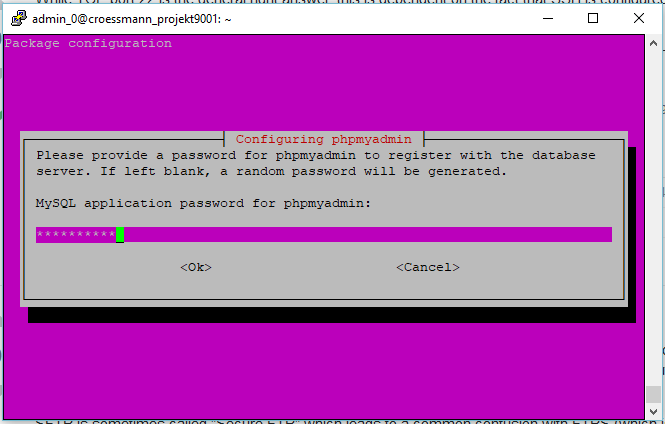 admin_0@croessmann_projekt9001: ~
Package configuration
Configuring phpmyadmin
Please provide a password for phpmyadmin to register with the database
server. If left blank, a random password will be generated.
MySQL application password for phpmyadmin:
**********
<Ok> <Cancel>